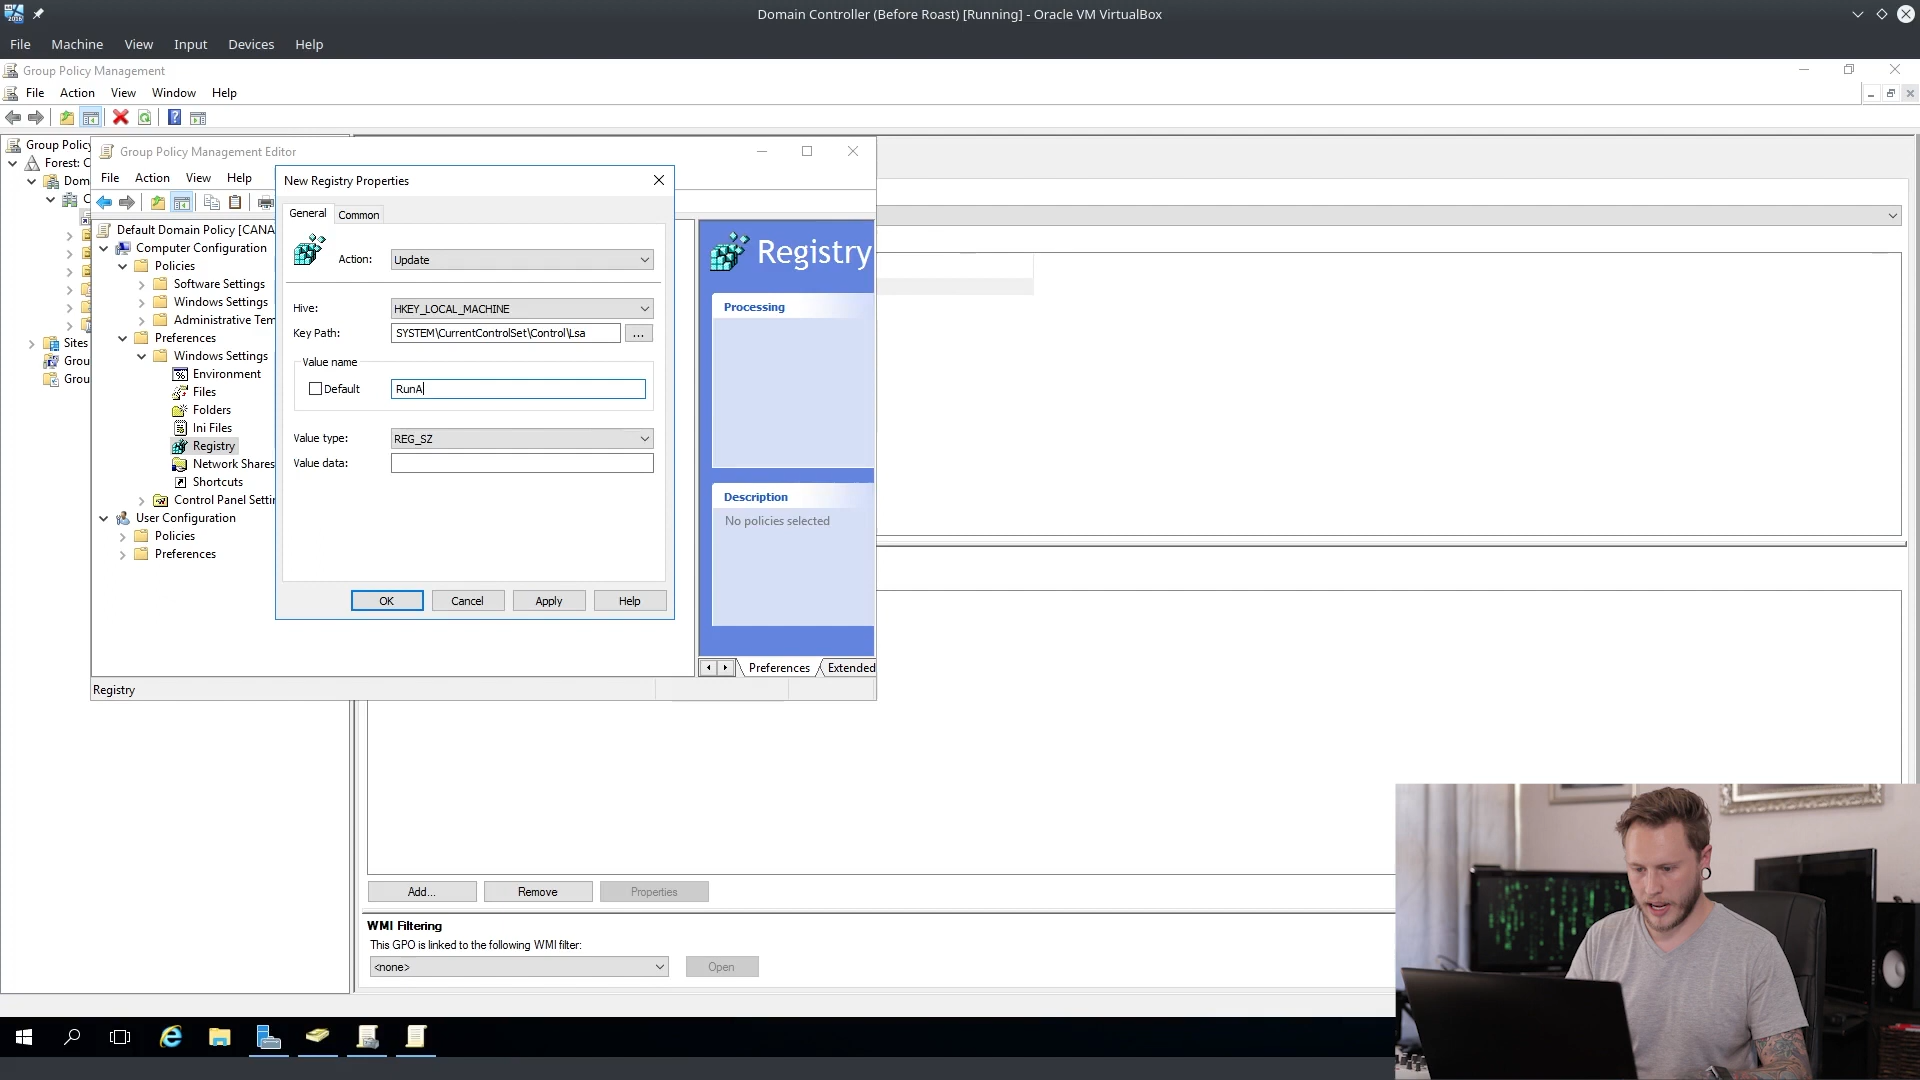 Domain Controller (Before Roast) [Running] - Oracle VM VirtualBox
File Machine View Input Devices Help
Group Policy Management
File Action View Window Help
Group Policy
Forest: C
Dom
C
Sites
Grou
Grou
Group Policy Management Editor
File Action View Help
Default Domain Policy [CANA
Computer Configuration
Policies
Software Settings
Windows Settings
Administrative Tem
Preferences
Windows Settings
Environment
Files
Folders
Ini Files
Registry
Network Shares
Shortcuts
Control Panel Settin
User Configuration
Policies
Preferences
Registry
New Registry Properties
General Common
Action: Update
Hive: HKEY_LOCAL_MACHINE
Key Path: SYSTEM\CurrentControlSet\Control\Lsa ...
Value name
Default RunA
Value type: REG_SZ
Value data:
OK Cancel Apply Help
Registry
Processing
Description
No policies selected
Preferences Extended
Add... Remove Properties
WMI Filtering
This GPO is linked to the following WMI filter:
<none> Open